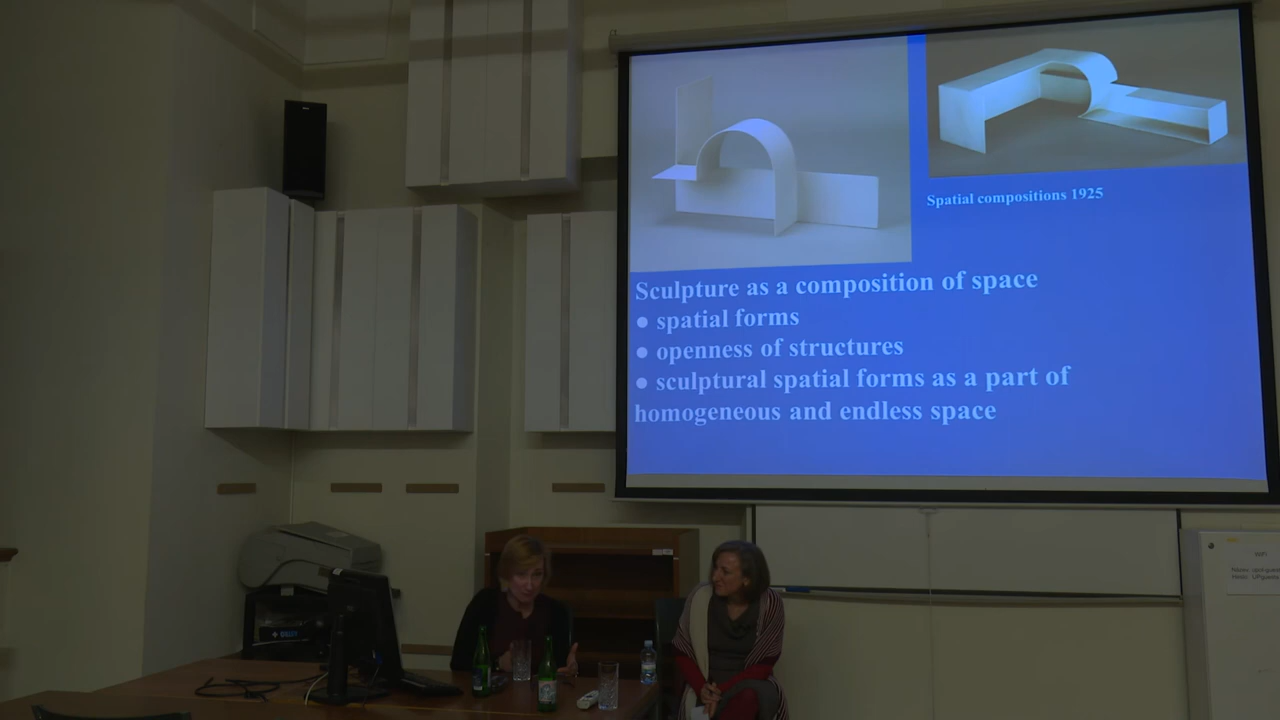 Spatial compositions 1925
Sculpture as a composition of space
● spatial forms
● openness of structures
● sculptural spatial forms as a part of
homogeneous and endless space
WiFi